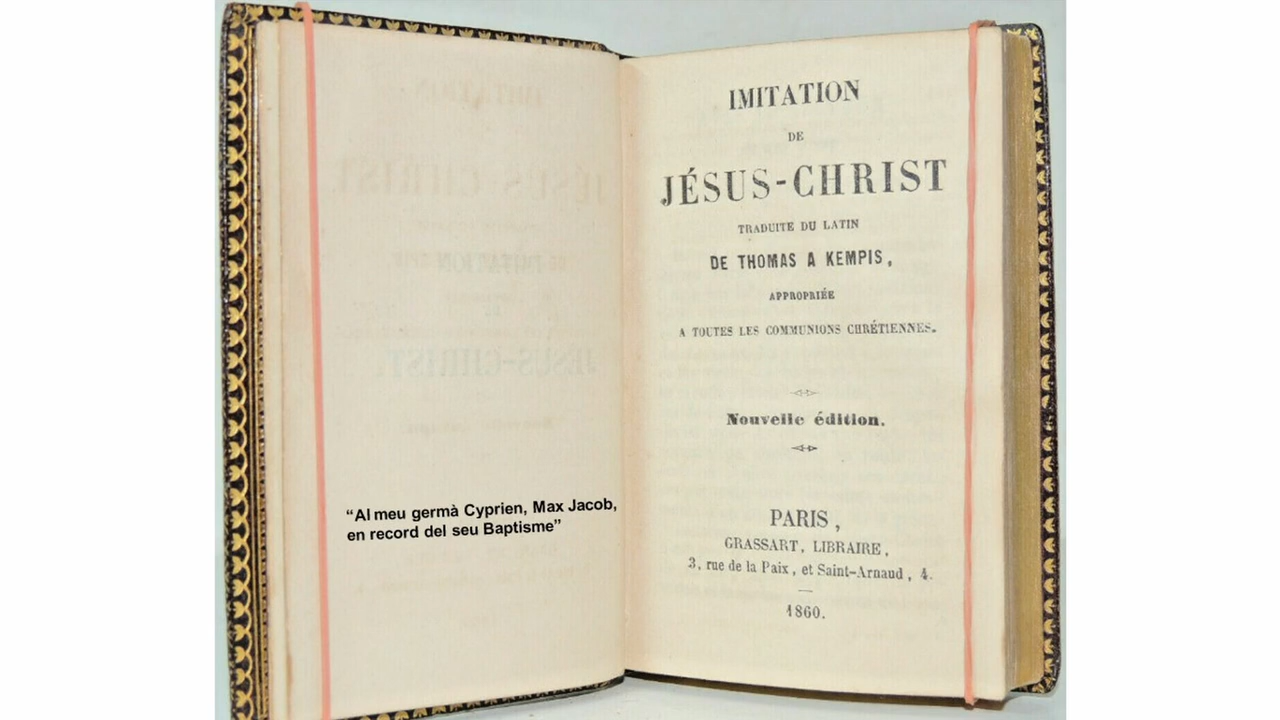 “Al meu germà Cyprien, Max Jacob,
en record del seu Baptisme”
IMITATION
DE
JÉSUS-CHRIST
TRADUITE DU LATIN
DE THOMAS A KEMPIS,
APPROPRIÉE
A TOUTES LES COMMUNIONS CHRÉTIENNES.
Nouvelle édition.
PARIS,
GRASSART, LIBRAIRE,
3, rue de la Paix, et Saint-Arnaud, 4.
1860.